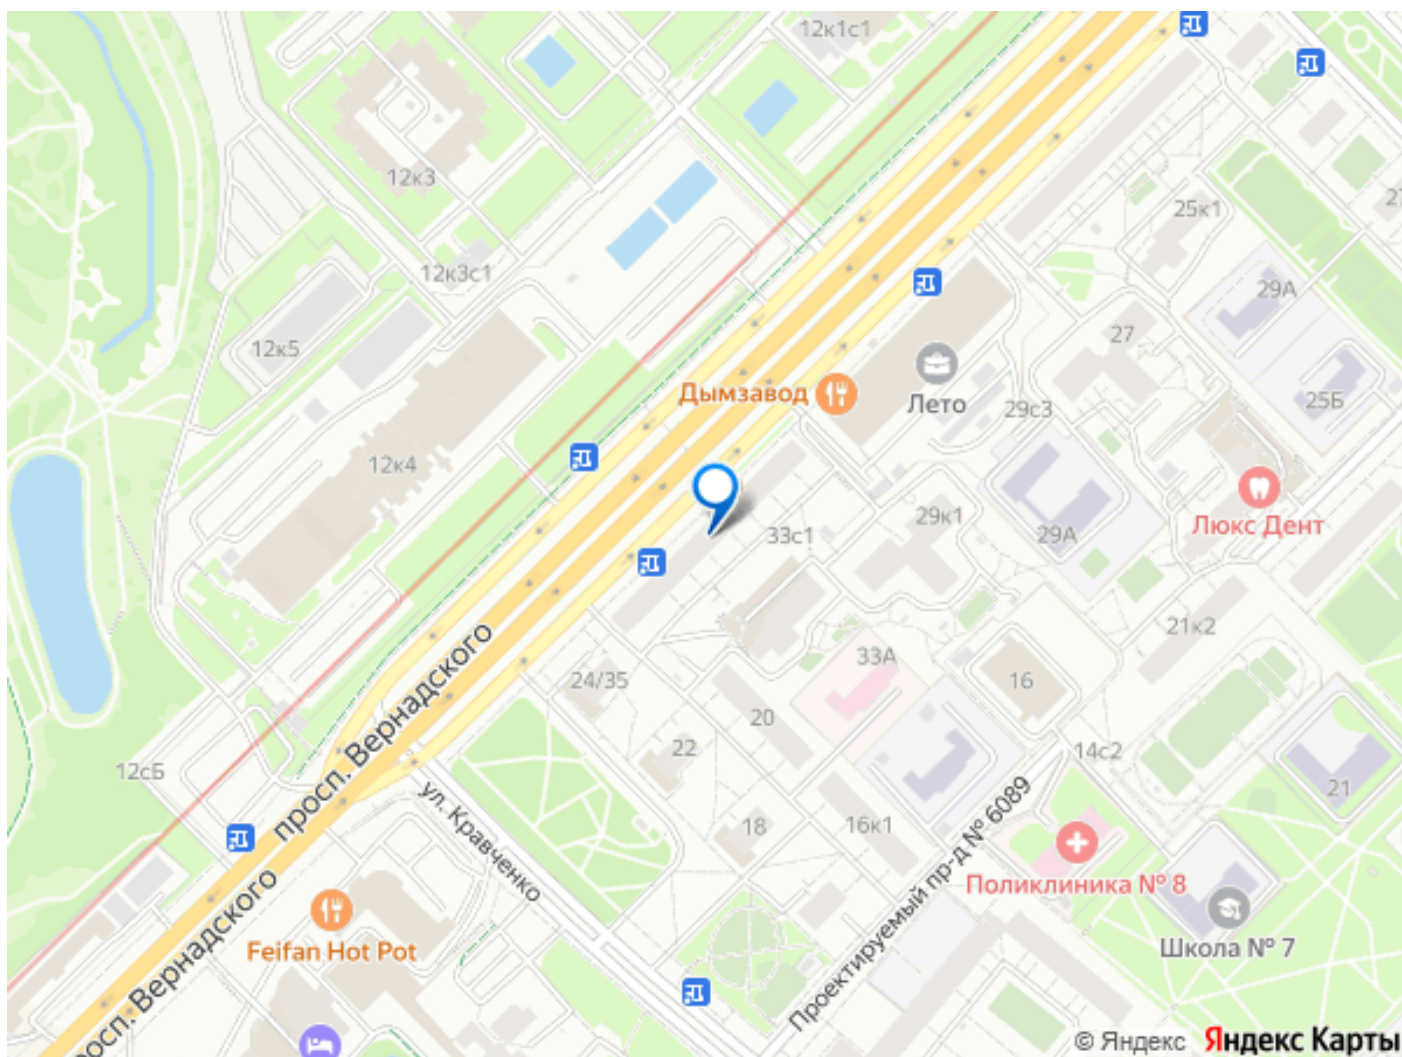 12к1с1
12к3
25к1
27
12к3с1
29А
12к5
27
Дымзавод
Лето
29с3
25Б
12к4
29к1
Люкс Дент
33с1
29А
21к2
33А
24/35
16
20
22
14с2
12сБ
21
просп. Вернадского
ул. Кравченко
18
16к1
Проектируемый пр-д № 6089
Поликлиника № 8
Feifan Hot Pot
Школа № 7
просп. Вернадского
© Яндекс Яндекс Карты